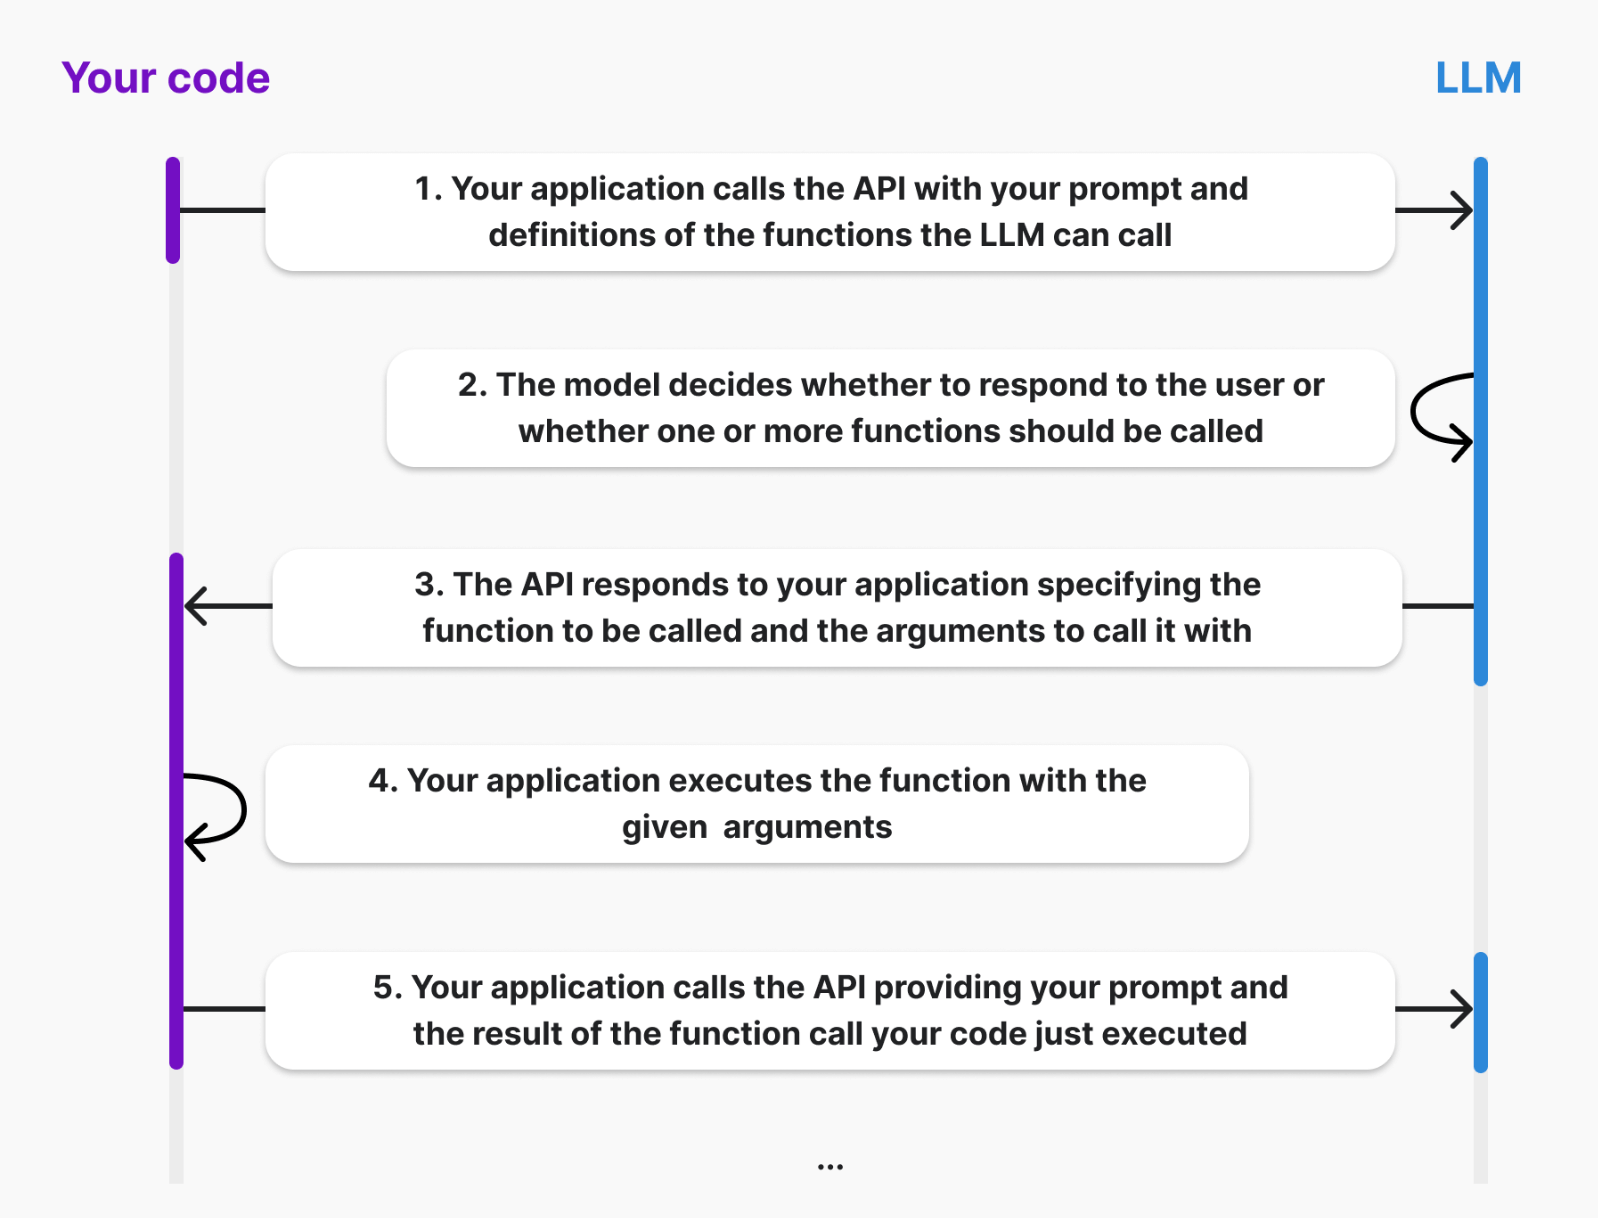 Your code
LLM
1. Your application calls the API with your prompt and
definitions of the functions the LLM can call
2. The model decides whether to respond to the user or
whether one or more functions should be called
3. The API responds to your application specifying the
function to be called and the arguments to call it with
4. Your application executes the function with the
given  arguments
5. Your application calls the API providing your prompt and
the result of the function call your code just executed
...